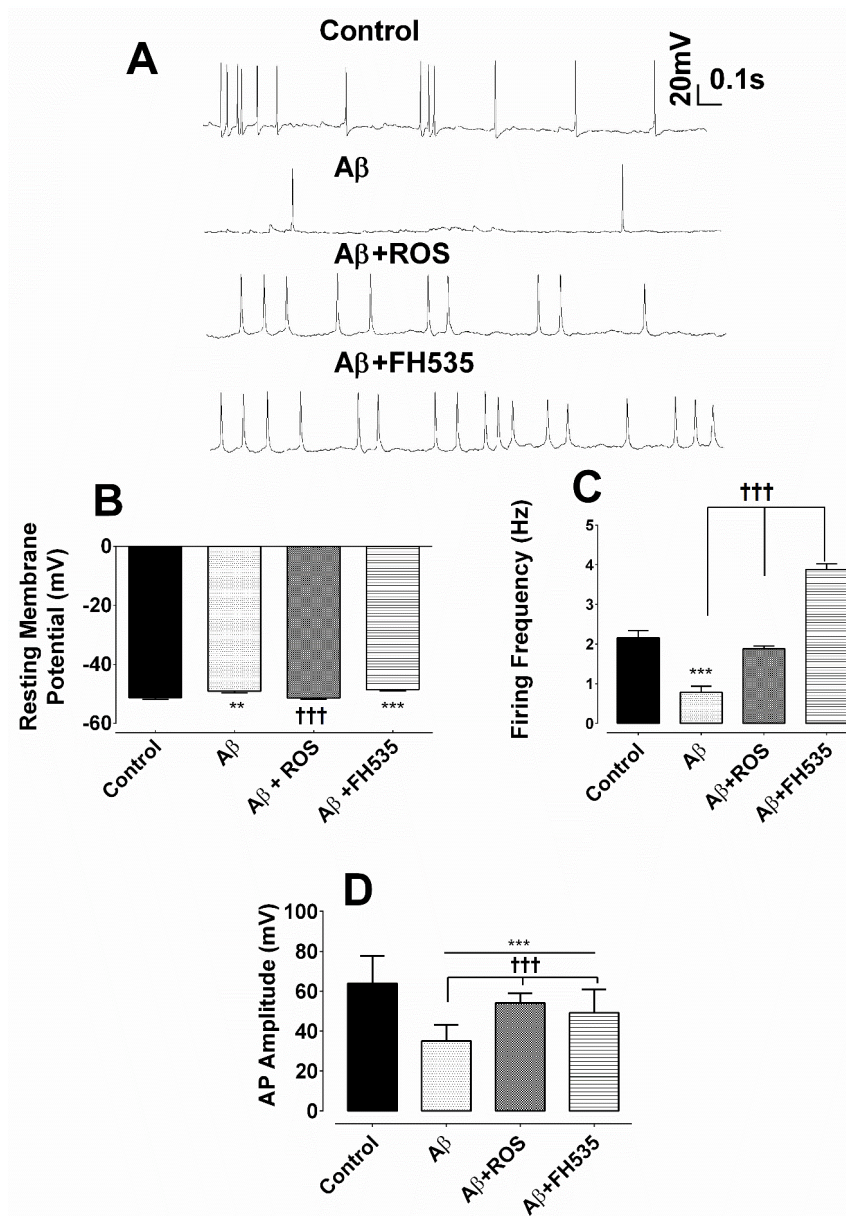 A
Control
20mV
0.1s
Aβ
Aβ+ROS
Aβ+FH535
B
Resting Membrane
Potential (mV)
0
-20
-40
-60
**
†††
***
Control
Aβ
Aβ + ROS
Aβ +FH535
C
†††
Firing Frequency (Hz)
5
4
3
2
1
0
***
Control
Aβ
Aβ+ROS
Aβ+FH535
D
AP Amplitude (mV)
100
80
60
40
20
0
***
†††
Control
Aβ
Aβ+ROS
Aβ+FH535